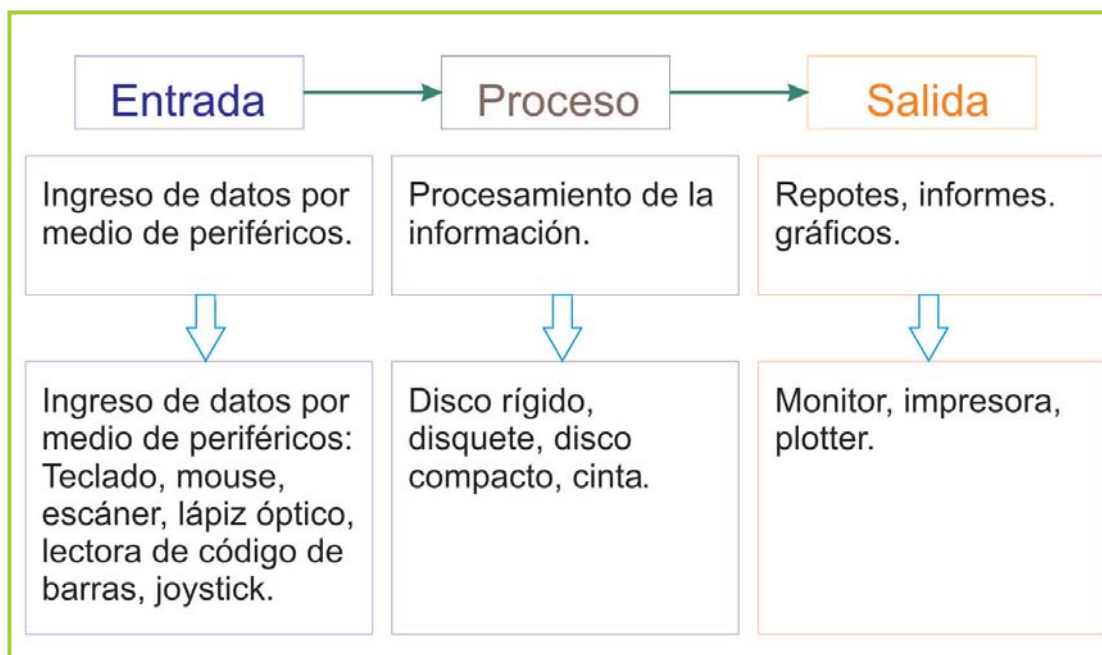 Entrada
Proceso
Salida
Ingreso de datos por
medio de periféricos.
Procesamiento de la
información.
Repotes, informes.
gráficos.
Ingreso de datos por
medio de periféricos:
Teclado, mouse,
escáner, lápiz óptico,
lectora de código de
barras, joystick.
Disco rígido,
disquete, disco
compacto, cinta.
Monitor, impresora,
plotter.